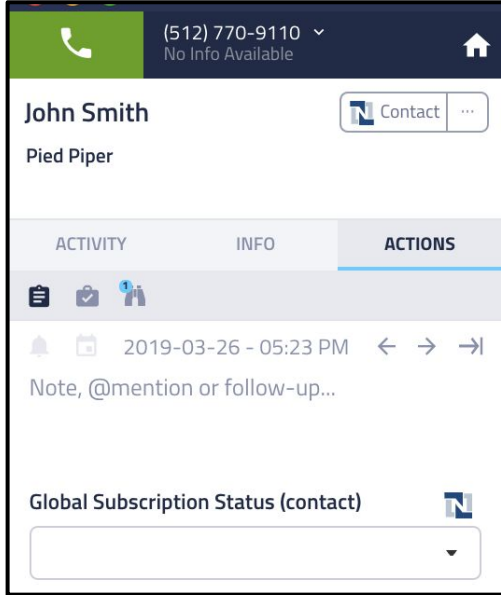 (512) 770-9110
No Info Available
John Smith
N Contact ...
Pied Piper
ACTIVITY INFO ACTIONS
1
2019-03-26 - 05:23 PM
Note, @mention or follow-up...
Global Subscription Status (contact) N